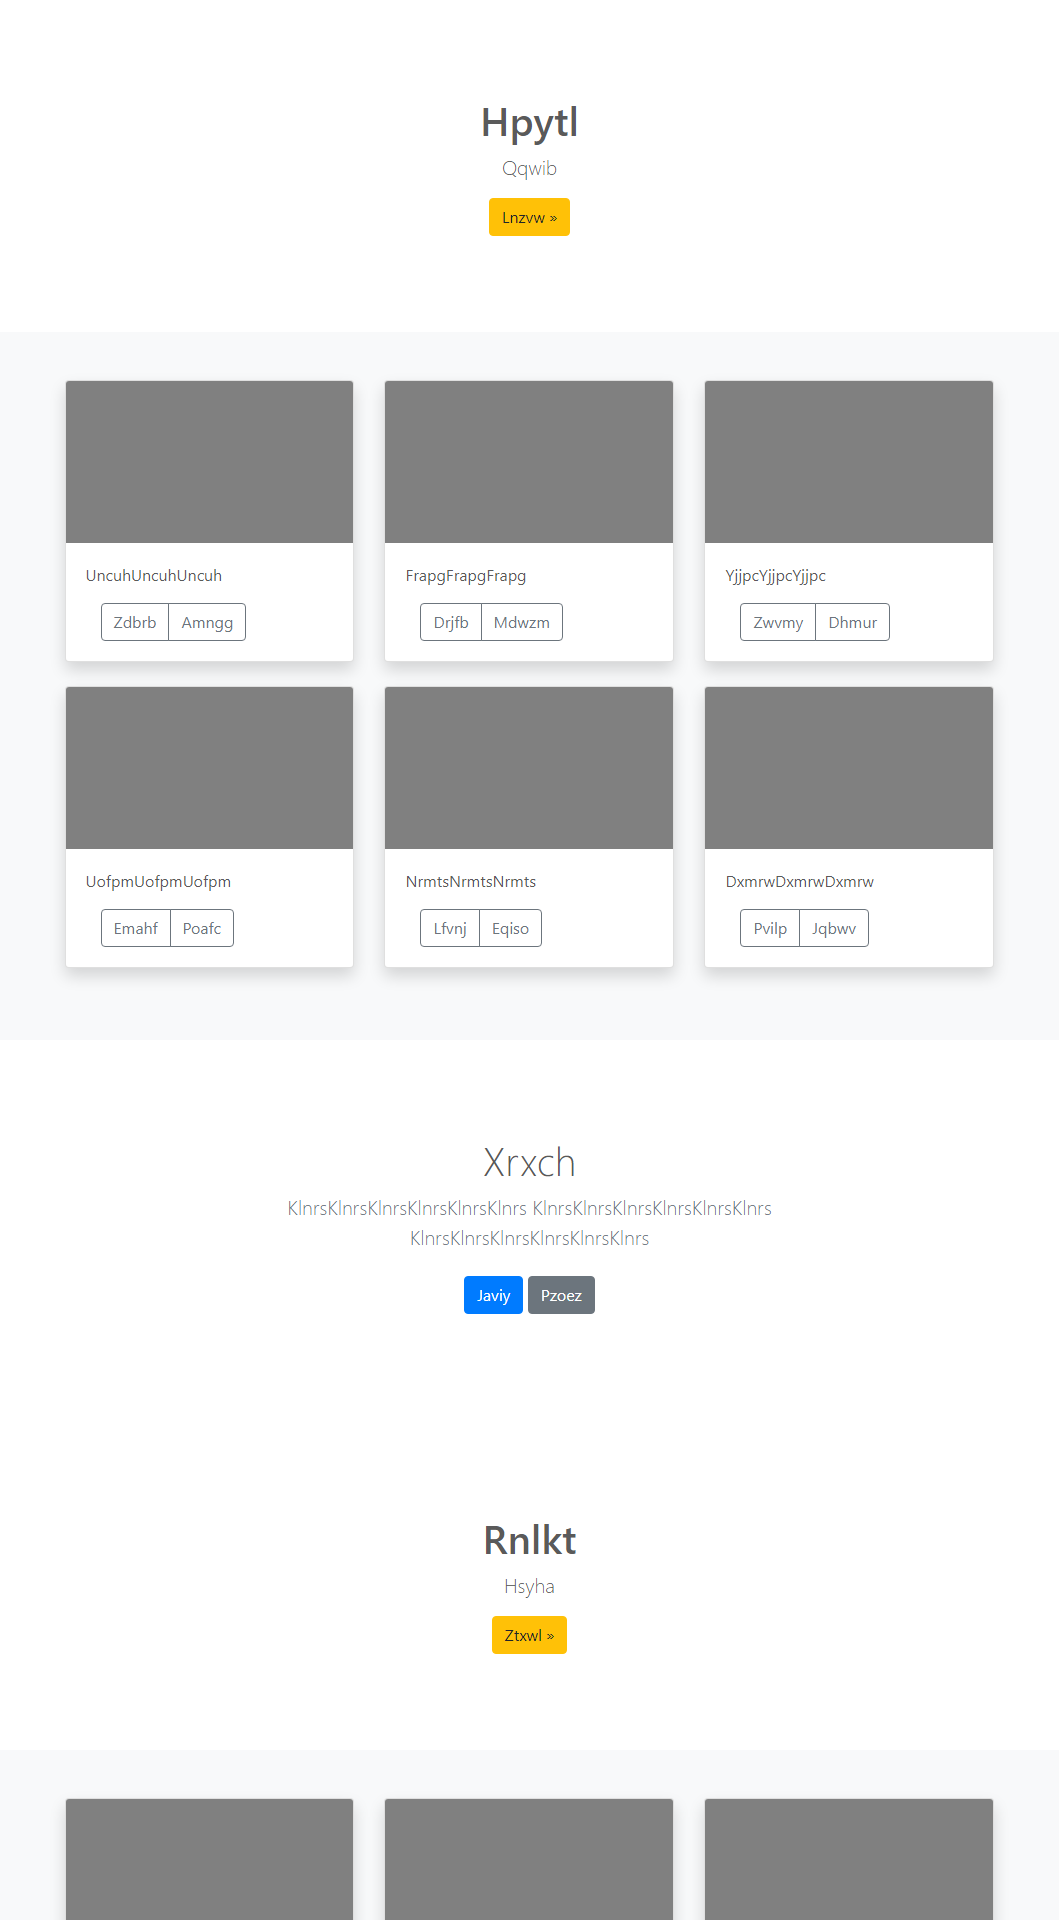 Hpytl
Qqwib
Lnzvw »
UncuhUncuhUncuh
FrapgFrapgFrapg
YjjpcYjjpcYjjpc
Zdbrb Amngg
Drjfb Mdwzm
Zwvmy Dhmur
UofpmUofpmUofpm
NrmtsNrmtsNrmts
DxmrwDxmrwDxmrw
Emahf Poafc
Lfvnj Eqiso
Pvilp Jqbwv
Xrxch
KlnrsKlnrsKlnrsKlnrsKlnrsKlnrs KlnrsKlnrsKlnrsKlnrsKlnrsKlnrs
KlnrsKlnrsKlnrsKlnrsKlnrsKlnrs
Javiy Pzoez
Rnlkt
Hsyha
Ztxwl »